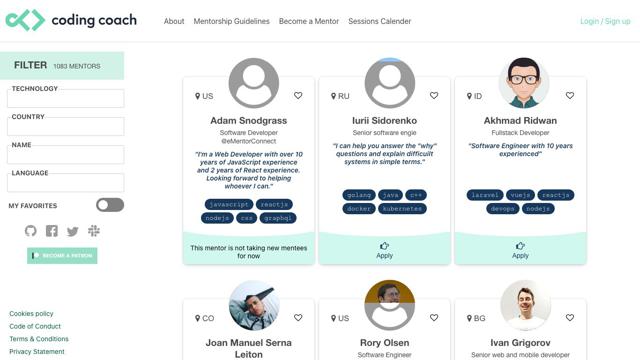 coding coach
About
Mentorship Guidelines
Become a Mentor
Sessions Calender
Login / Sign up
FILTER
1083 MENTORS
TECHNOLOGY
COUNTRY
NAME
LANGUAGE
MY FAVORITES
BECOME A PATRON
Cookies policy
Code of Conduct
Terms & Conditions
Privacy Statement
US
Adam Snodgrass
Software Developer
@eMentorConnect
"I'm a Web Developer with over 10
years of JavaScript experience
and 2 years of React experience.
Looking forward to helping
whoever I can."
javascript
reactjs
nodejs
css
graphql
This mentor is not taking new mentees
for now
RU
Iurii Sidorenko
Senior software engie
"I can help you answer the "why"
questions and explain difficuilt
systems in simple terms."
golang
java
c++
docker
kubernetes
Apply
ID
Akhmad Ridwan
Fullstack Developer
"Software Engineer with 10 years
experienced"
laravel
vuejs
reactjs
devops
nodejs
Apply
CO
Joan Manuel Serna
Leiton
US
Rory Olsen
Software Engineer
BG
Ivan Grigorov
Senior web and mobile developer